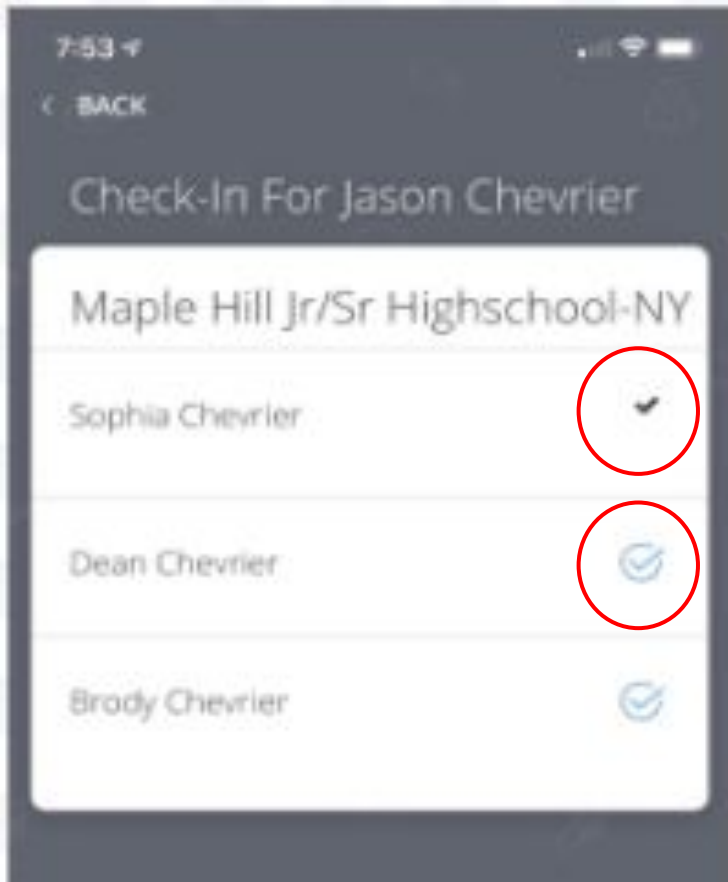 7:53
BACK
Check-In For Jason Chevrier
Maple Hill Jr/Sr Highschool-NY
Sophia Chevrier
Dean Chevrier
Brody Chevrier